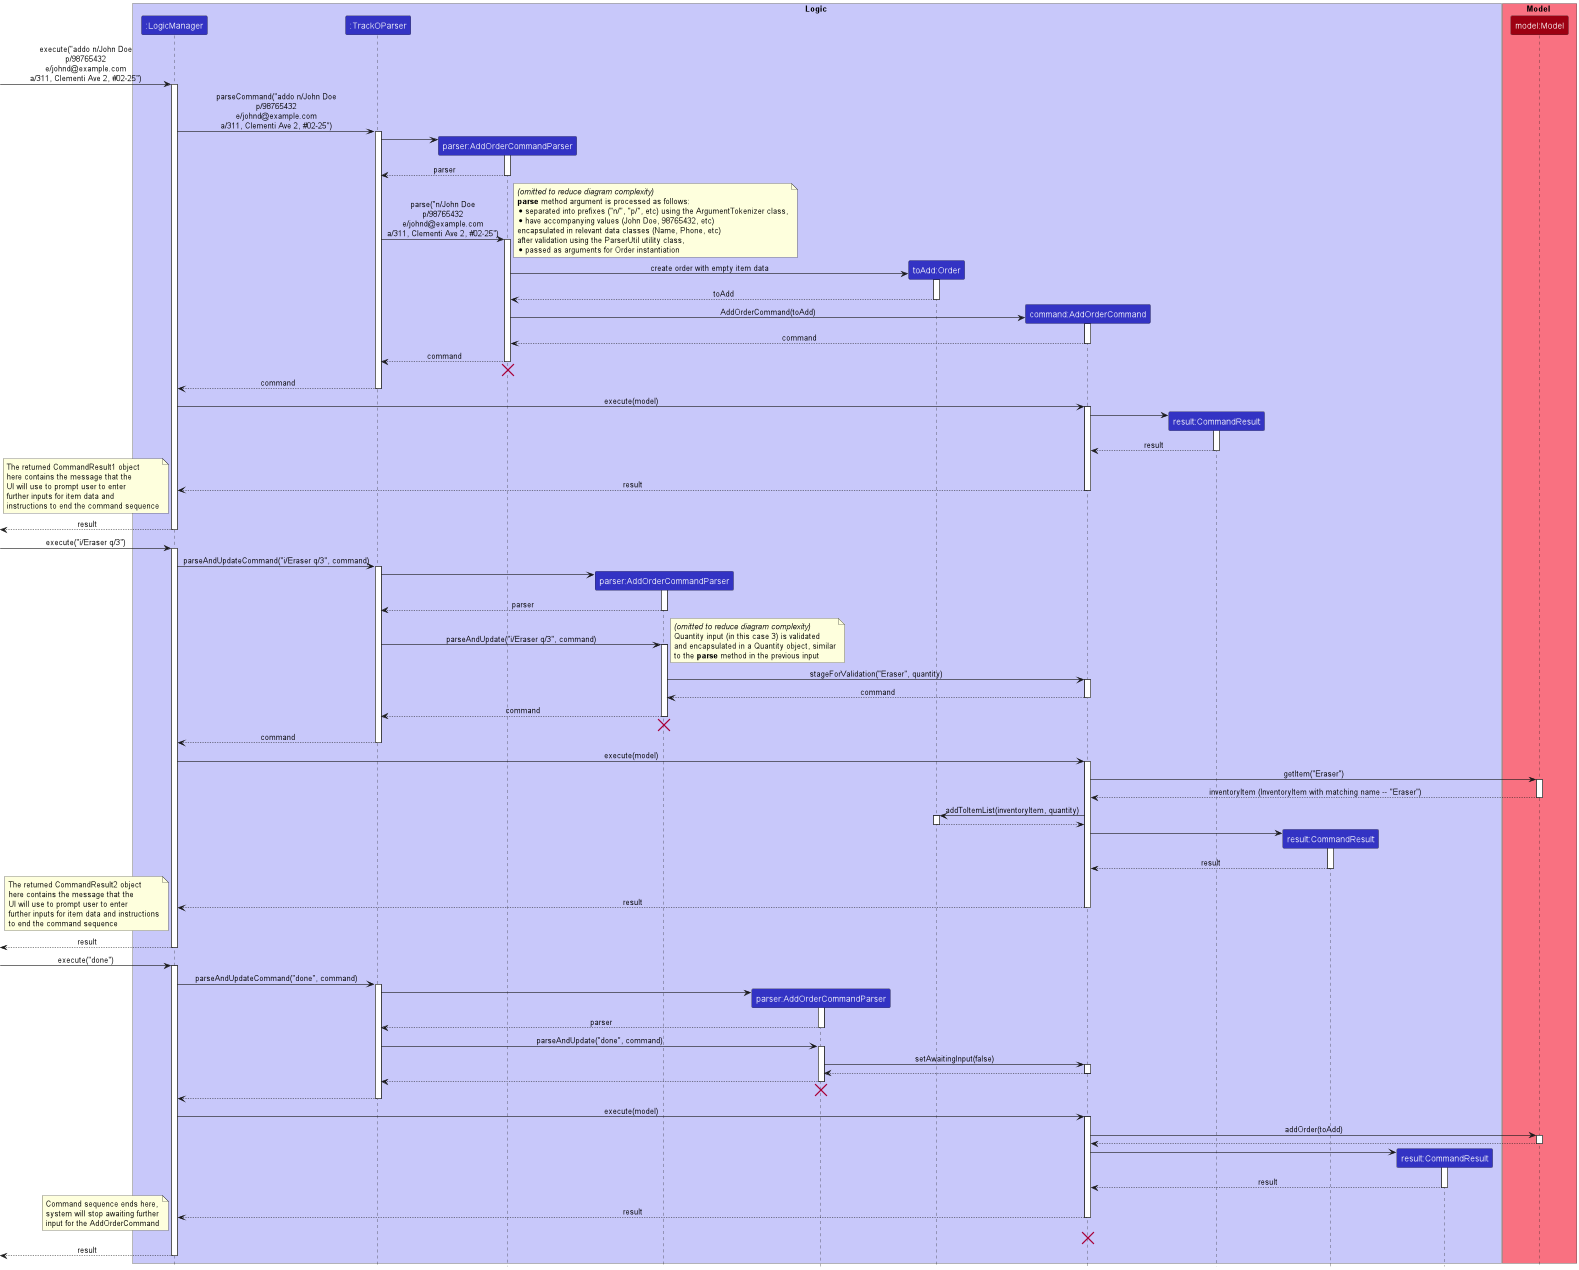 Logic
Model
:LogicManager
:TrackOParser
model:Model
execute("addo n/John Doe
p/98765432
e/johnd@example.com
a/311, Clementi Ave 2, #02-25")
parseCommand("addo n/John Doe
p/98765432
e/johnd@example.com
a/311, Clementi Ave 2, #02-25")
parser:AddOrderCommandParser
parser
(omitted to reduce diagram complexity)
parse method argument is processed as follows:
• separated into prefixes ("n/", "p/", etc) using the ArgumentTokenizer class,
• have accompanying values (John Doe, 98765432, etc)
encapsulated in relevant data classes (Name, Phone, etc)
after validation using the ParserUtil utility class,
• passed as arguments for Order instantiation
parse("n/John Doe
p/98765432
e/johnd@example.com
a/311, Clementi Ave 2, #02-25")
create order with empty item data
toAdd:Order
toAdd
AddOrderCommand(toAdd)
command:AddOrderCommand
command
command
command
execute(model)
result:CommandResult
result
The returned CommandResult1 object
here contains the message that the
UI will use to prompt user to enter
further inputs for item data and
instructions to end the command sequence
result
result
execute("i/Eraser q/3")
parseAndUpdateCommand("i/Eraser q/3", command)
parser:AddOrderCommandParser
parser
(omitted to reduce diagram complexity)
Quantity input (in this case 3) is validated
and encapsulated in a Quantity object, similar
to the parse method in the previous input
parseAndUpdate("i/Eraser q/3", command)
stageForValidation("Eraser", quantity)
command
command
command
execute(model)
getItem("Eraser")
inventoryItem (InventoryItem with matching name -- "Eraser")
addToItemList(inventoryItem, quantity)
result:CommandResult
result
The returned CommandResult2 object
here contains the message that the
UI will use to prompt user to enter
further inputs for item data and instructions
to end the command sequence
result
result
execute("done")
parseAndUpdateCommand("done", command)
parser:AddOrderCommandParser
parser
parseAndUpdate("done", command)
setAwaitingInput(false)
execute(model)
addOrder(toAdd)
result:CommandResult
result
Command sequence ends here,
system will stop awaiting further
input for the AddOrderCommand
result
result